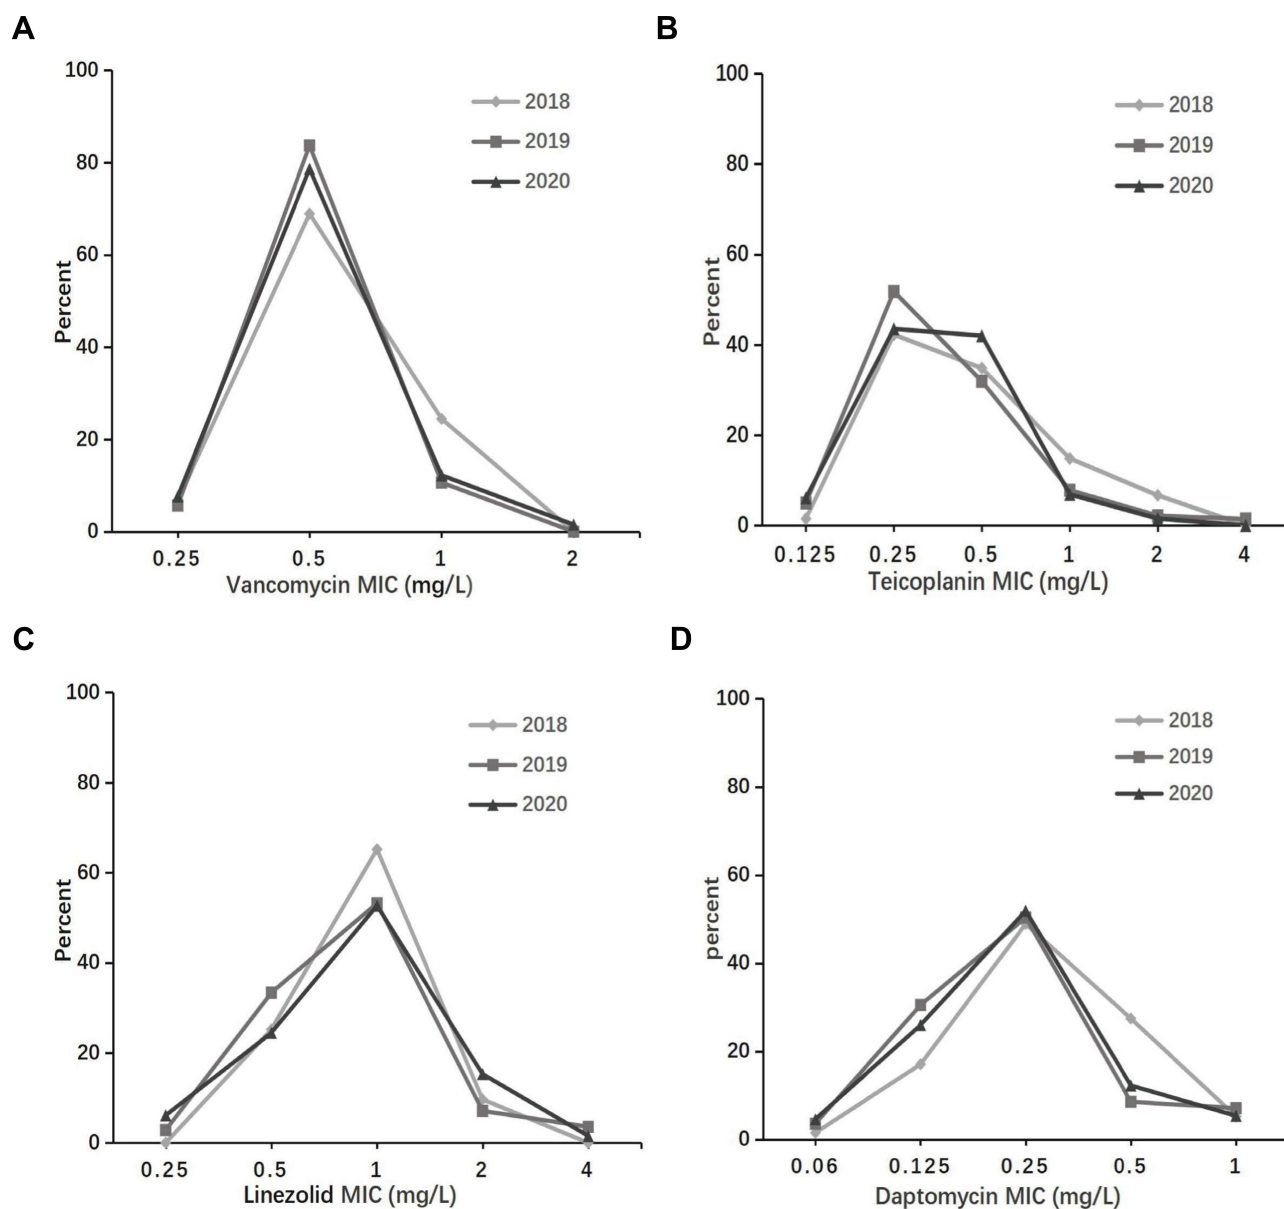 A
100
80
60
40
20
0
Percent
2018
2019
2020
0.25 0.5 1 2
Vancomycin MIC (mg/L)
B
100
80
60
40
20
0
Percent
2018
2019
2020
0.125 0.25 0.5 1 2 4
Teicoplanin MIC (mg/L)
C
100
80
60
40
20
0
Percent
2018
2019
2020
0.25 0.5 1 2 4
Linezolid MIC (mg/L)
D
100
80
60
40
20
0
percent
2018
2019
2020
0.06 0.125 0.25 0.5 1
Daptomycin MIC (mg/L)